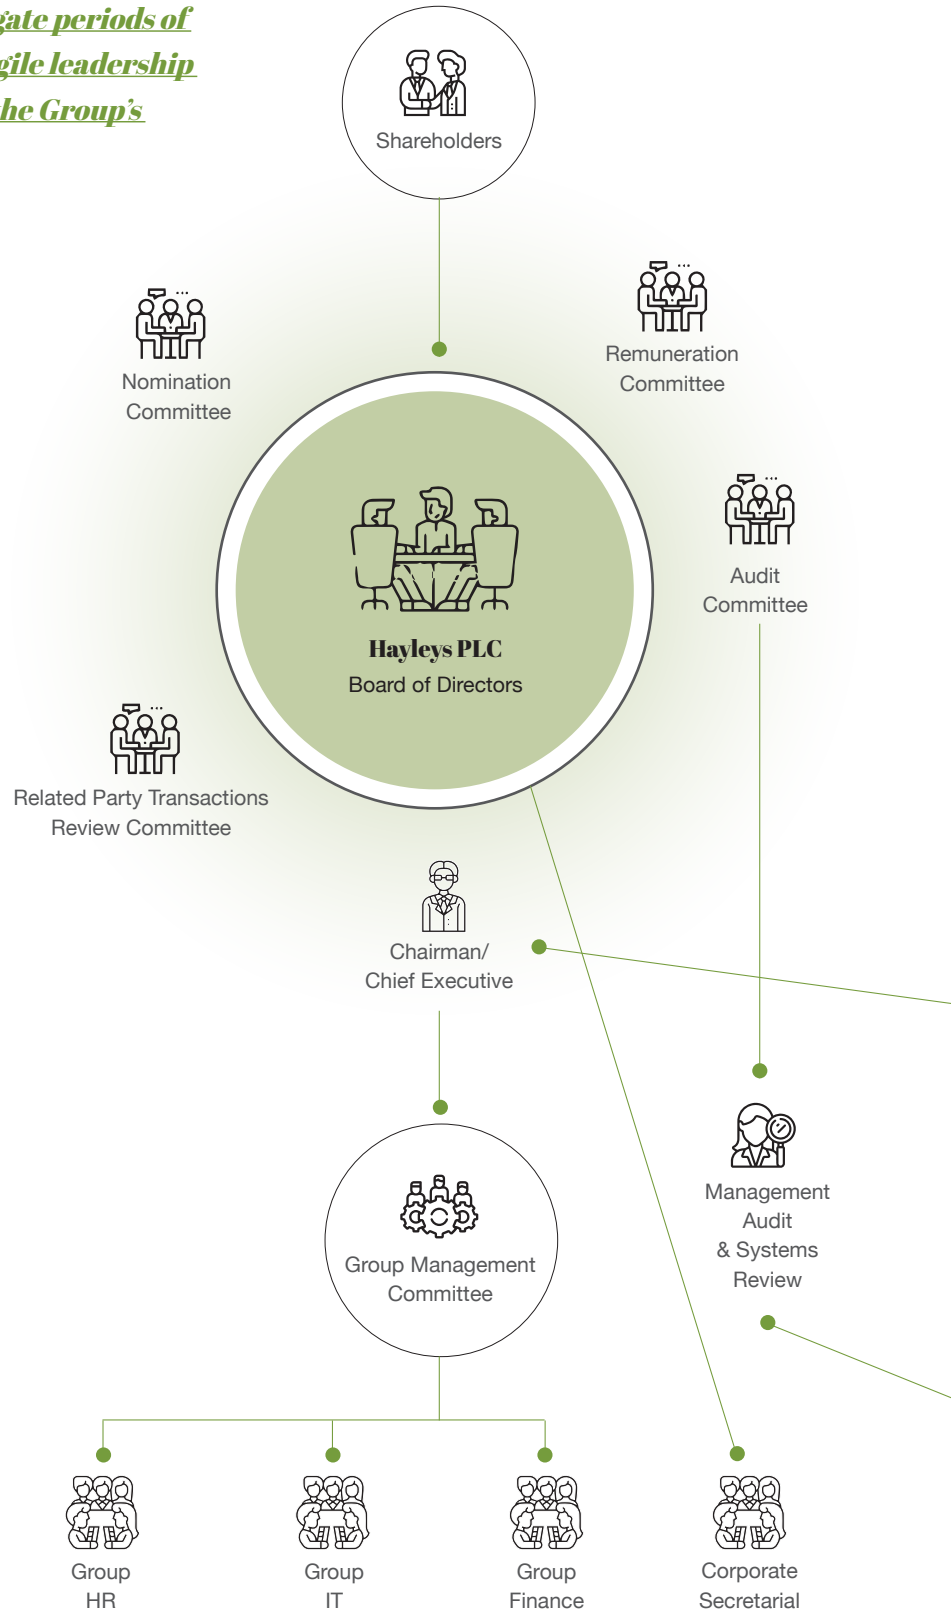 gate periods of
gile leadership
the Group's
Shareholders
Nomination
Committee
Remuneration
Committee
Audit
Committee
Hayleys PLC
Board of Directors
Related Party Transactions
Review Committee
Chairman/
Chief Executive
Management
Audit
& Systems
Review
Group Management
Committee
Group
HR
Group
IT
Group
Finance
Corporate
Secretarial